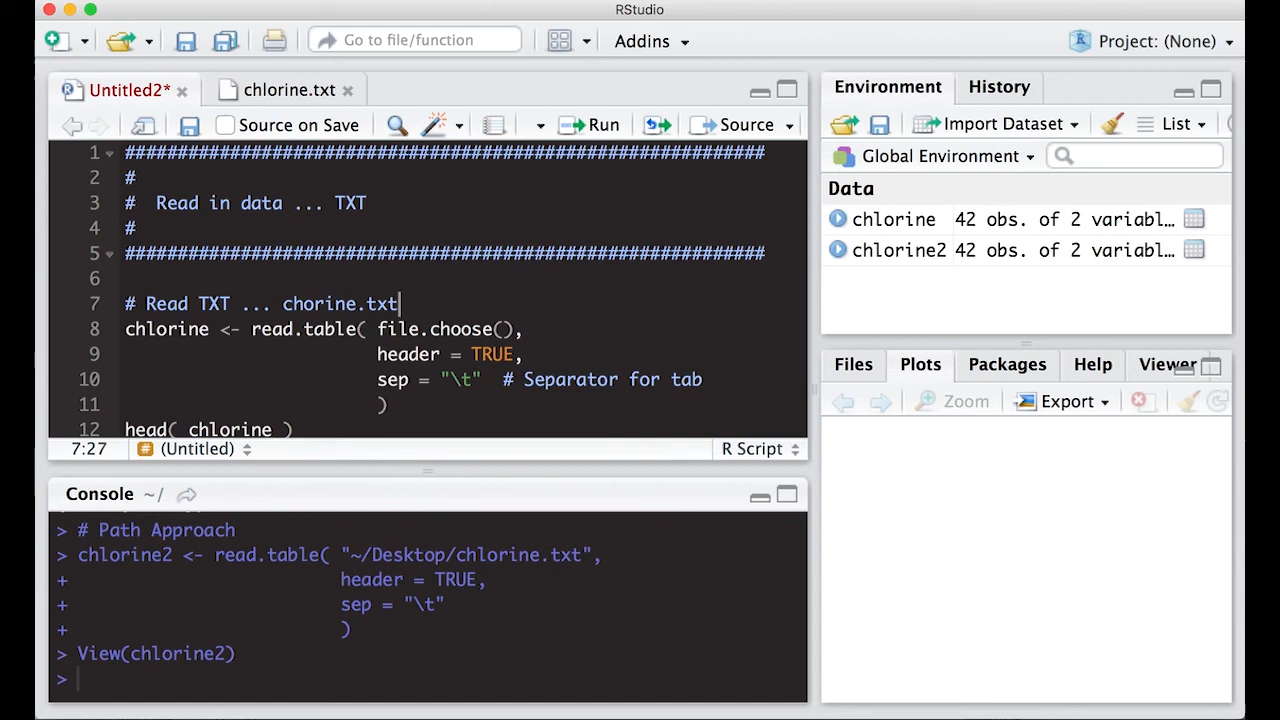 RStudio
Go to file/function
Addins
Project: (None)
Untitled2*
chlorine.txt
Source on Save
Run
Source
1 #############################################################
2 #
3 # Read in data ... TXT
4 #
5 #############################################################
6
7 # Read TXT ... chorine.txt
8 chlorine <- read.table( file.choose(),
9 header = TRUE,
10 sep = "\t" # Separator for tab
11 )
12 head( chlorine )
7:27
(Untitled)
R Script
Console ~/
> # Path Approach
> chlorine2 <- read.table( "~/Desktop/chlorine.txt",
+ header = TRUE,
+ sep = "\t"
+ )
> View(chlorine2)
>
Environment
History
Import Dataset
List
Global Environment
Data
chlorine 42 obs. of 2 variabl…
chlorine2 42 obs. of 2 variabl…
Files
Plots
Packages
Help
Viewer
Zoom
Export